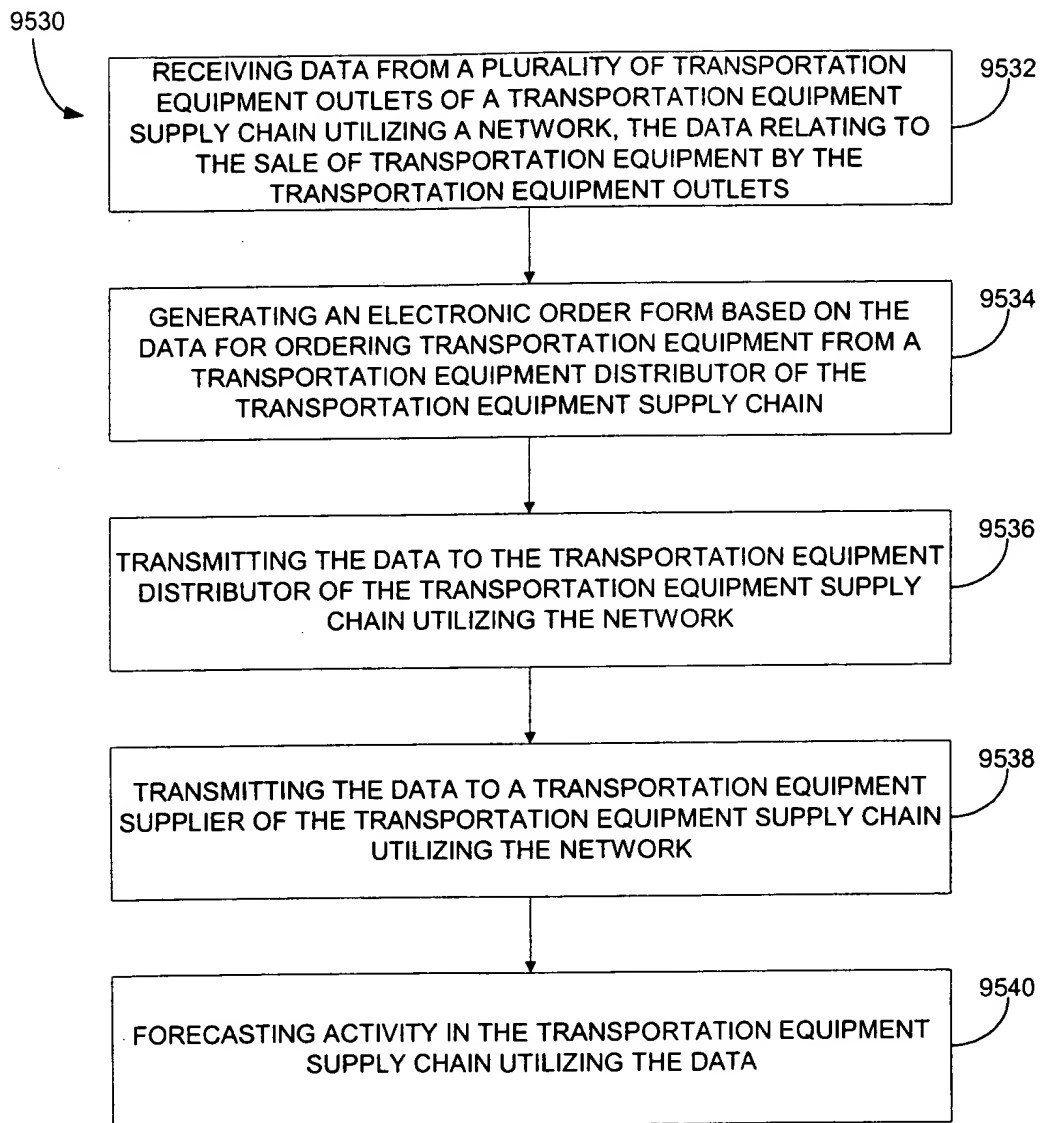 9530
RECEIVING DATA FROM A PLURALITY OF TRANSPORTATION
EQUIPMENT OUTLETS OF A TRANSPORTATION EQUIPMENT
SUPPLY CHAIN UTILIZING A NETWORK, THE DATA RELATING TO
THE SALE OF TRANSPORTATION EQUIPMENT BY THE
TRANSPORTATION EQUIPMENT OUTLETS
9532
GENERATING AN ELECTRONIC ORDER FORM BASED ON THE
DATA FOR ORDERING TRANSPORTATION EQUIPMENT FROM A
TRANSPORTATION EQUIPMENT DISTRIBUTOR OF THE
TRANSPORTATION EQUIPMENT SUPPLY CHAIN
9534
TRANSMITTING THE DATA TO THE TRANSPORTATION EQUIPMENT
DISTRIBUTOR OF THE TRANSPORTATION EQUIPMENT SUPPLY
CHAIN UTILIZING THE NETWORK
9536
TRANSMITTING THE DATA TO A TRANSPORTATION EQUIPMENT
SUPPLIER OF THE TRANSPORTATION EQUIPMENT SUPPLY CHAIN
UTILIZING THE NETWORK
9538
FORECASTING ACTIVITY IN THE TRANSPORTATION EQUIPMENT
SUPPLY CHAIN UTILIZING THE DATA
9540